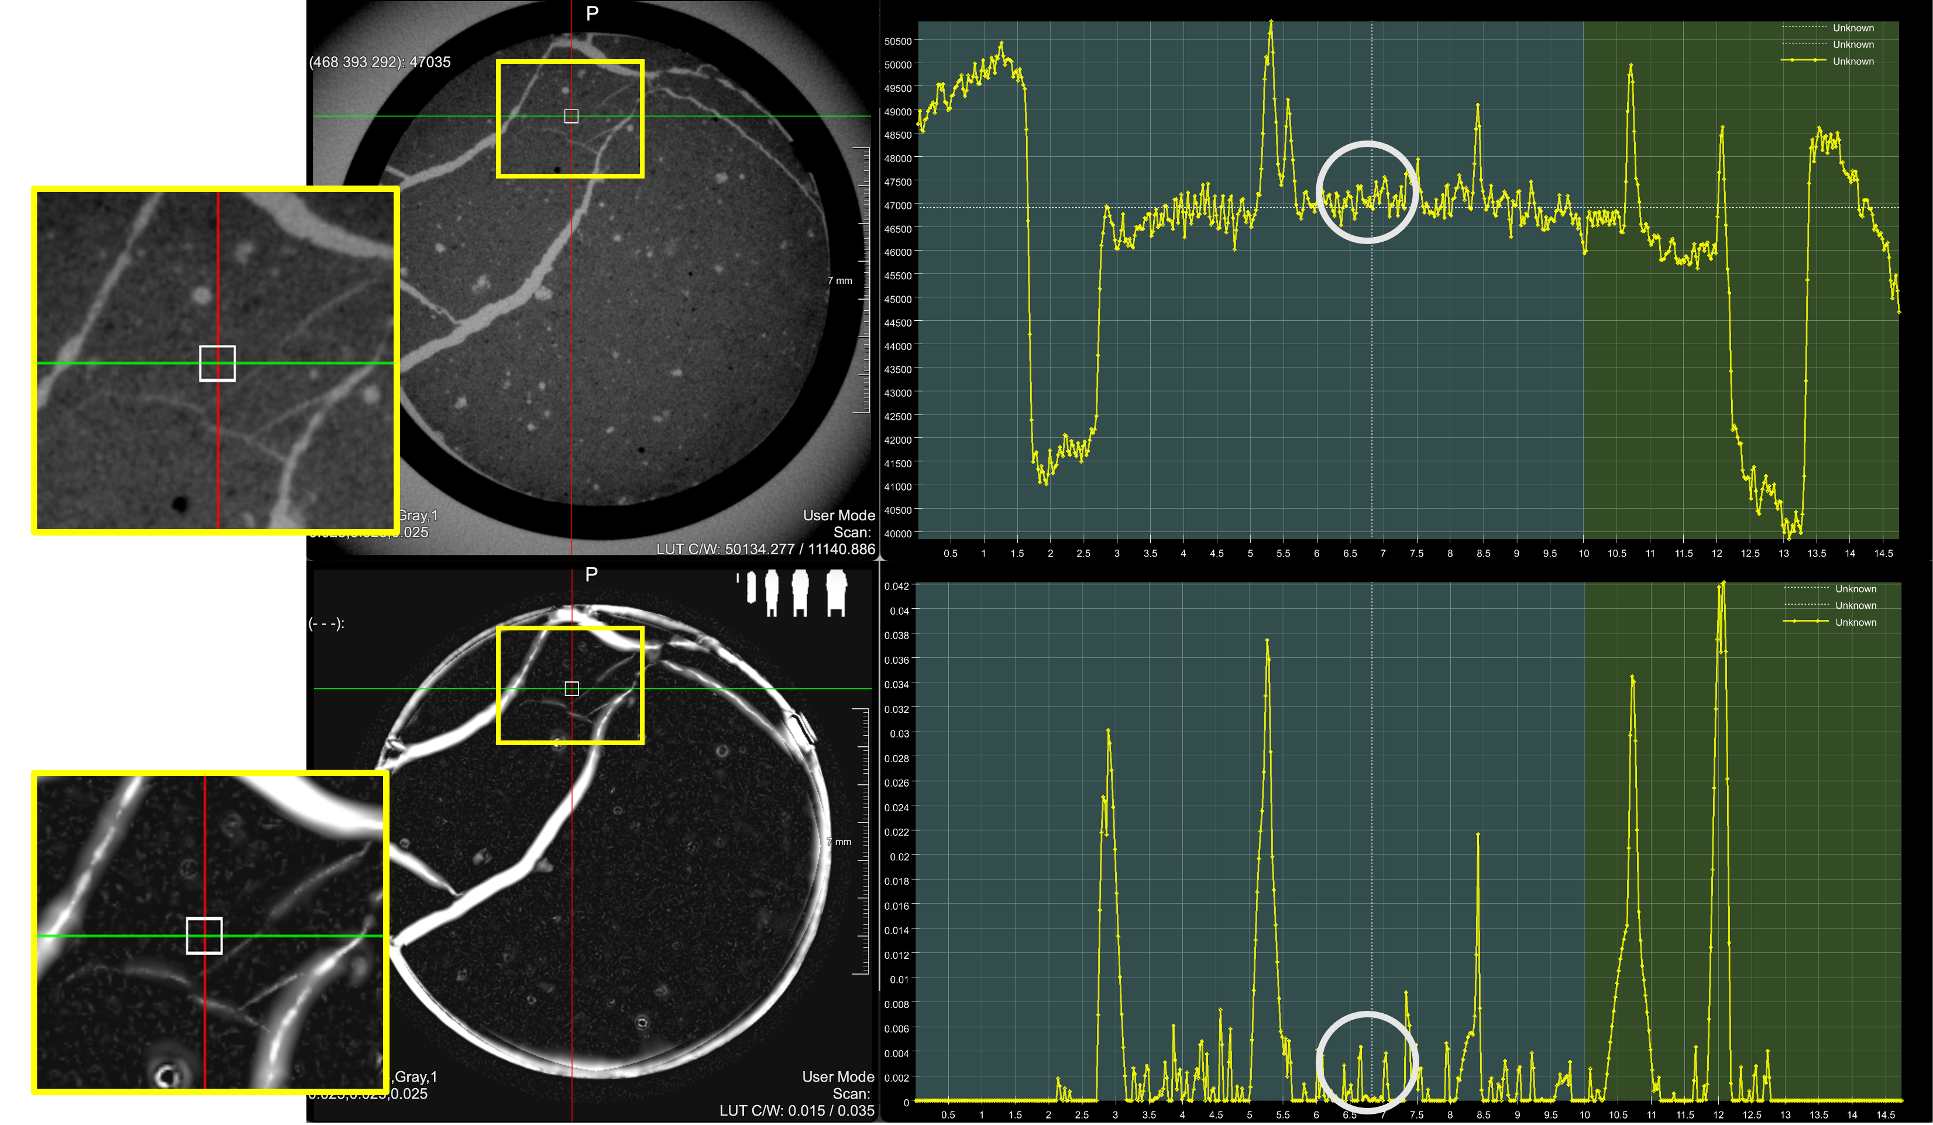 P
(468 393 292): 47035
7 mm
Gray,1
.025
User Mode
Scan:
LUT C/W: 50134.277 / 11140.886
50500
50000
49500
49000
48500
48000
47500
47000
46500
46000
45500
45000
44500
44000
43500
43000
42500
42000
41500
41000
40500
40000
0.5 1 1.5 2 2.5 3 3.5 4 4.5 5 5.5 6 6.5 7 7.5 8 8.5 9 9.5 10 10.5 11 11.5 12 12.5 13 13.5 14 14.5
Unknown
Unknown
Unknown
P
(- - -):
7 mm
,Gray,1
0.025
User Mode
Scan:
LUT C/W: 0.015 / 0.035
0.042
0.04
0.038
0.036
0.034
0.032
0.03
0.028
0.026
0.024
0.022
0.02
0.018
0.016
0.014
0.012
0.01
0.008
0.006
0.004
0.002
0
0.5 1 1.5 2 2.5 3 3.5 4 4.5 5 5.5 6 6.5 7 7.5 8 8.5 9 9.5 10 10.5 11 11.5 12 12.5 13 13.5 14 14.5
Unknown
Unknown
Unknown